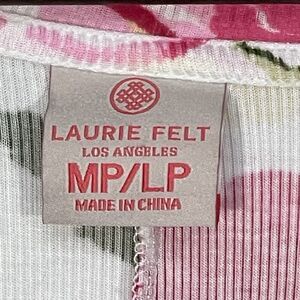 LAURIE FELT
LOS ANGELES
MP/LP
MADE IN CHINA